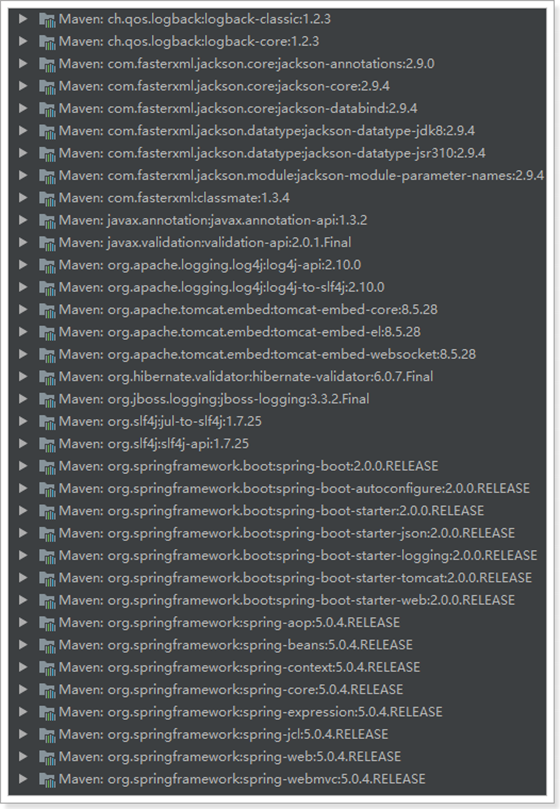 Maven: ch.qos.logback:logback-classic:1.2.3
Maven: ch.qos.logback:logback-core:1.2.3
Maven: com.fasterxml.jackson.core:jackson-annotations:2.9.0
Maven: com.fasterxml.jackson.core:jackson-core:2.9.4
Maven: com.fasterxml.jackson.core:jackson-databind:2.9.4
Maven: com.fasterxml.jackson.datatype:jackson-datatype-jdk8:2.9.4
Maven: com.fasterxml.jackson.datatype:jackson-datatype-jsr310:2.9.4
Maven: com.fasterxml.jackson.module:jackson-module-parameter-names:2.9.4
Maven: com.fasterxml:classmate:1.3.4
Maven: javax.annotation:javax.annotation-api:1.3.2
Maven: javax.validation:validation-api:2.0.1.Final
Maven: org.apache.logging.log4j:log4j-api:2.10.0
Maven: org.apache.logging.log4j:log4j-to-slf4j:2.10.0
Maven: org.apache.tomcat.embed:tomcat-embed-core:8.5.28
Maven: org.apache.tomcat.embed:tomcat-embed-el:8.5.28
Maven: org.apache.tomcat.embed:tomcat-embed-websocket:8.5.28
Maven: org.hibernate.validator:hibernate-validator:6.0.7.Final
Maven: org.jboss.logging:jboss-logging:3.3.2.Final
Maven: org.slf4j:jul-to-slf4j:1.7.25
Maven: org.slf4j:slf4j-api:1.7.25
Maven: org.springframework.boot:spring-boot:2.0.0.RELEASE
Maven: org.springframework.boot:spring-boot-autoconfigure:2.0.0.RELEASE
Maven: org.springframework.boot:spring-boot-starter:2.0.0.RELEASE
Maven: org.springframework.boot:spring-boot-starter-json:2.0.0.RELEASE
Maven: org.springframework.boot:spring-boot-starter-logging:2.0.0.RELEASE
Maven: org.springframework.boot:spring-boot-starter-tomcat:2.0.0.RELEASE
Maven: org.springframework.boot:spring-boot-starter-web:2.0.0.RELEASE
Maven: org.springframework:spring-aop:5.0.4.RELEASE
Maven: org.springframework:spring-beans:5.0.4.RELEASE
Maven: org.springframework:spring-context:5.0.4.RELEASE
Maven: org.springframework:spring-core:5.0.4.RELEASE
Maven: org.springframework:spring-expression:5.0.4.RELEASE
Maven: org.springframework:spring-jcl:5.0.4.RELEASE
Maven: org.springframework:spring-web:5.0.4.RELEASE
Maven: org.springframework:spring-webmvc:5.0.4.RELEASE